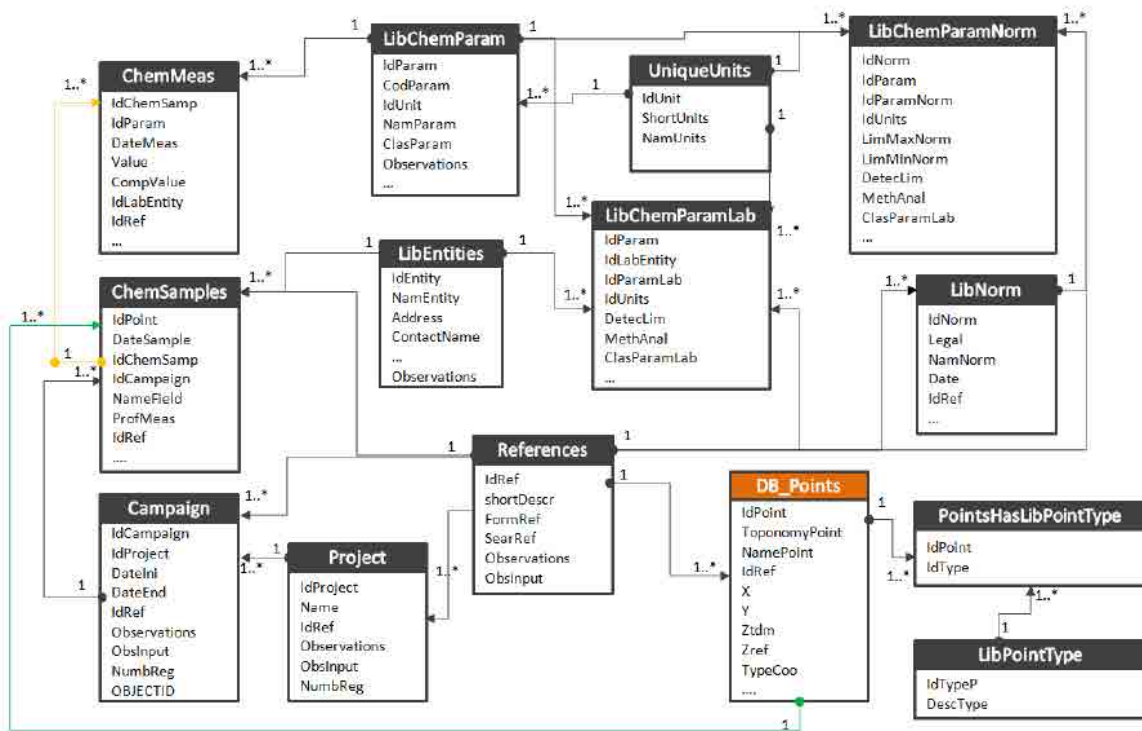 LibChemParam
IdParam
CodParam
IdUnit
NamParam
ClasParam
Observations
...
LibChemParamNorm
IdNorm
IdParam
IdParamNorm
IdUnits
LimMaxNorm
LimMinNorm
DetecLim
MethAnal
ClasParamLab
...
ChemMeas
IdChemSamp
IdParam
DateMeas
Value
CompValue
IdLabEntity
IdRef
...
UniqueUnits
IdUnit
ShortUnits
NamUnits
LibChemParamLab
IdParam
IdLabEntity
IdParamLab
IdUnits
DetecLim
MethAnal
ClasParamLab
...
LibEntities
IdEntity
NamEntity
Address
ContactName
...
Observations
ChemSamples
IdPoint
DateSample
IdChemSamp
IdCampaign
NameField
ProfMeas
IdRef
....
LibNorm
IdNorm
Legal
NamNorm
Date
IdRef
...
References
IdRef
shortDescr
FormRef
SearRef
Observations
ObsInput
DB_Points
IdPoint
ToponomyPoint
NamePoint
IdRef
X
Y
Ztdm
Zref
TypeCoo
....
Campaign
IdCampaign
IdProject
DateIni
DateEnd
IdRef
Observations
ObsInput
NumbReg
OBJECTID
Project
IdProject
Name
IdRef
Observations
ObsInput
NumbReg
PointsHasLibPointType
IdPoint
IdType
LibPointType
IdTypeP
DescType
1
1..*
1
1..*
1..*
1..*
1
1..*
1
1
1..*
1..*
1..*
1
1..*
1
1..*
1..*
1
1..*
1
1..*
1
1
1..*
1
1..*
1
1..*
1..*
1
1..*
1
1..*
1
1